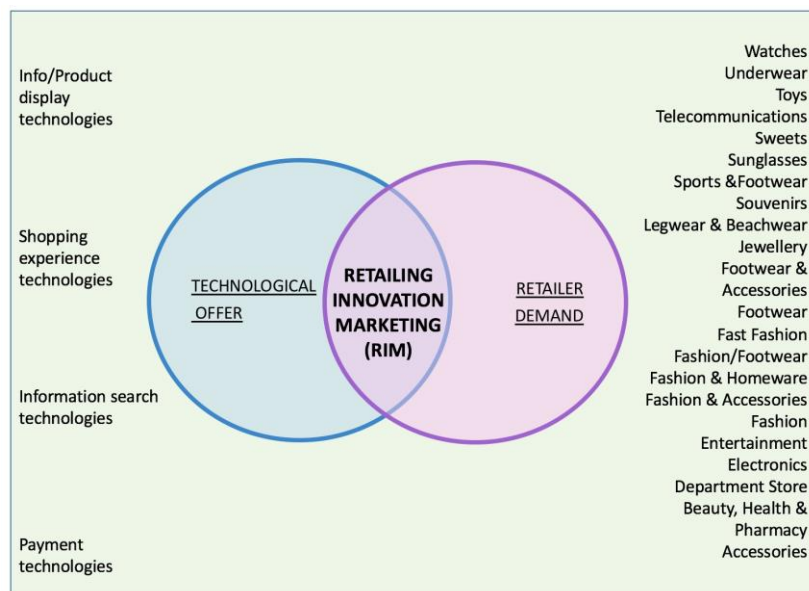 Info/Product
display
technologies
Shopping
experience
technologies
Information search
technologies
Payment
technologies
TECHNOLOGICAL
OFFER
RETAILING
INNOVATION
MARKETING
(RIM)
RETAILER
DEMAND
Watches
Underwear
Toys
Telecommunications
Sweets
Sunglasses
Sports &Footwear
Souvenirs
Legwear & Beachwear
Jewellery
Footwear &
Accessories
Footwear
Fast Fashion
Fashion/Footwear
Fashion & Homeware
Fashion & Accessories
Fashion
Entertainment
Electronics
Department Store
Beauty, Health &
Pharmacy
Accessories